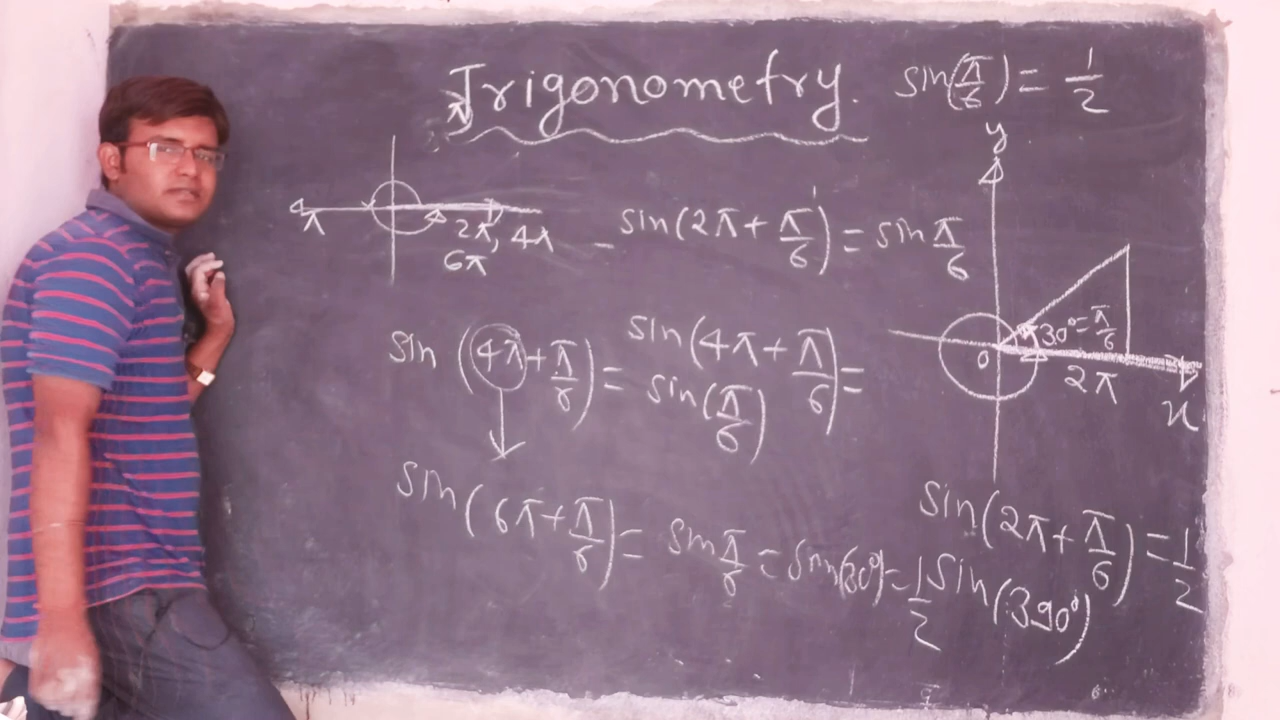 Trigonometry.
sin(π/6) = 1/2
y
π
2π, 4π
6π
sin(2π + π/6) = sin π/6
sin (4π + π/6) =
sin(4π + π/6) =
sin(π/6)
30° = π/6
0
2π
x
sin(6π + π/6) = sin π/6 = sin(30°) = 1/2
sin(2π + π/6) = 1/2
sin(390°)